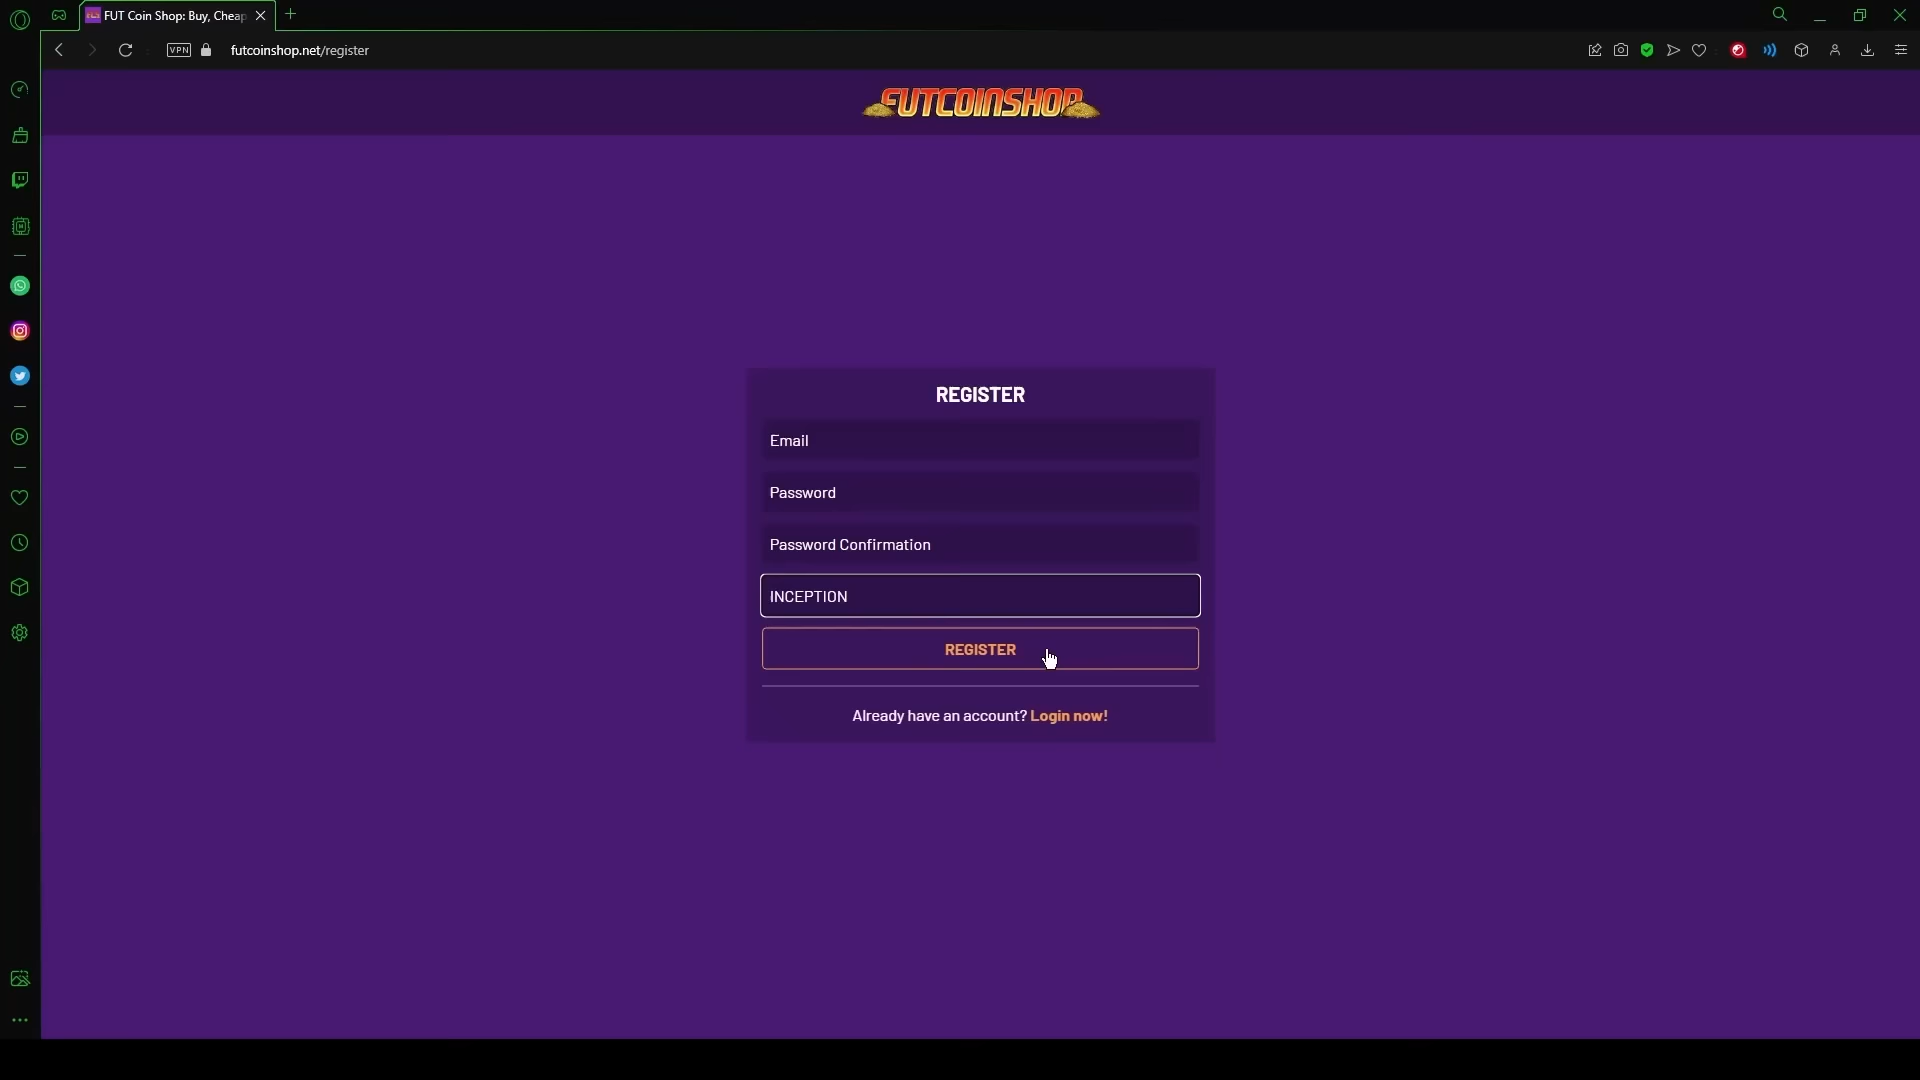 FUT Coin Shop: Buy, Cheap
VPN
futcoinshop.net/register
FUTCOINSHOP
REGISTER
Email
Password
Password Confirmation
INCEPTION
REGISTER
Already have an account? Login now!